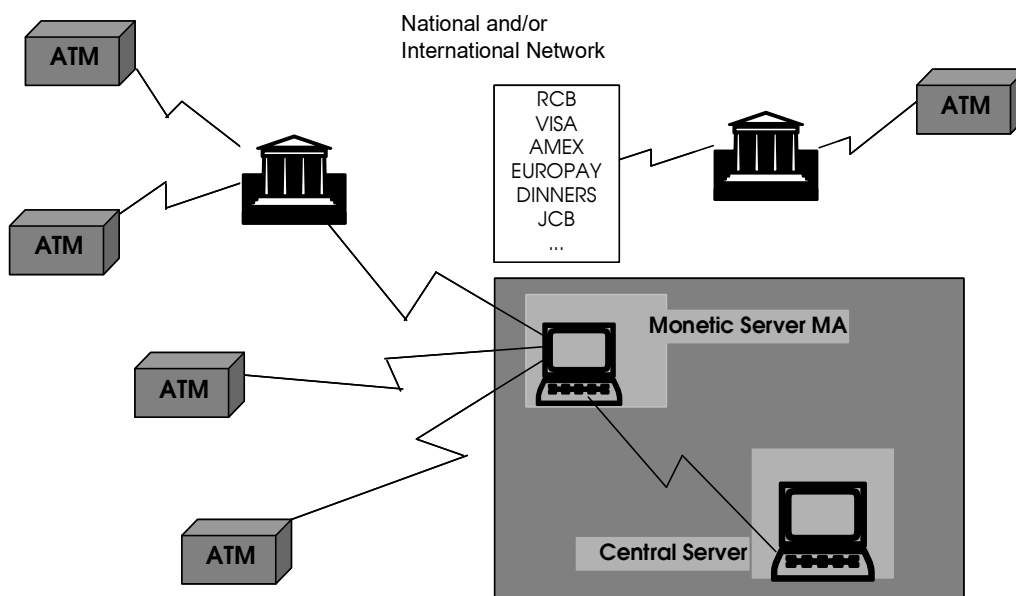 National and/or
International Network
ATM
ATM
RCB
VISA
AMEX
EUROPAY
DINNERS
JCB
...
ATM
Monetic Server MA
ATM
Central Server
ATM